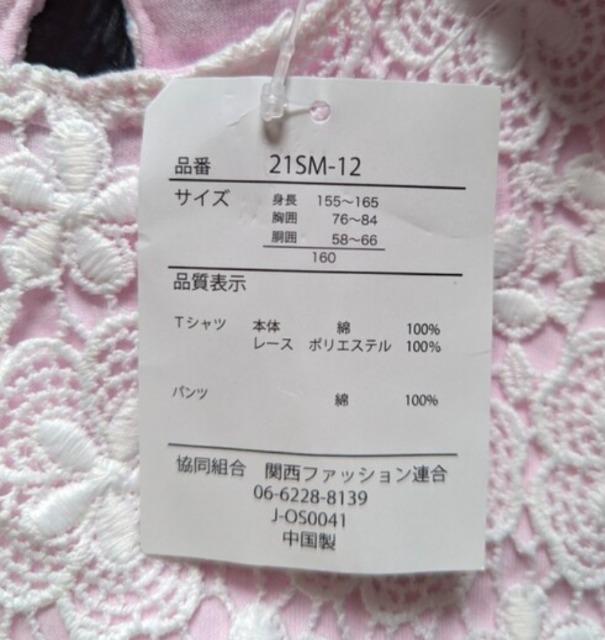 品番 21SM-12
サイズ 身長 155～165
胸囲 76～84
胴囲 58～66
160
品質表示
Tシャツ 本体 綿 100%
レース ポリエステル 100%
パンツ 綿 100%
協同組合 関西ファッション連合
06-6228-8139
J-OS0041
中国製